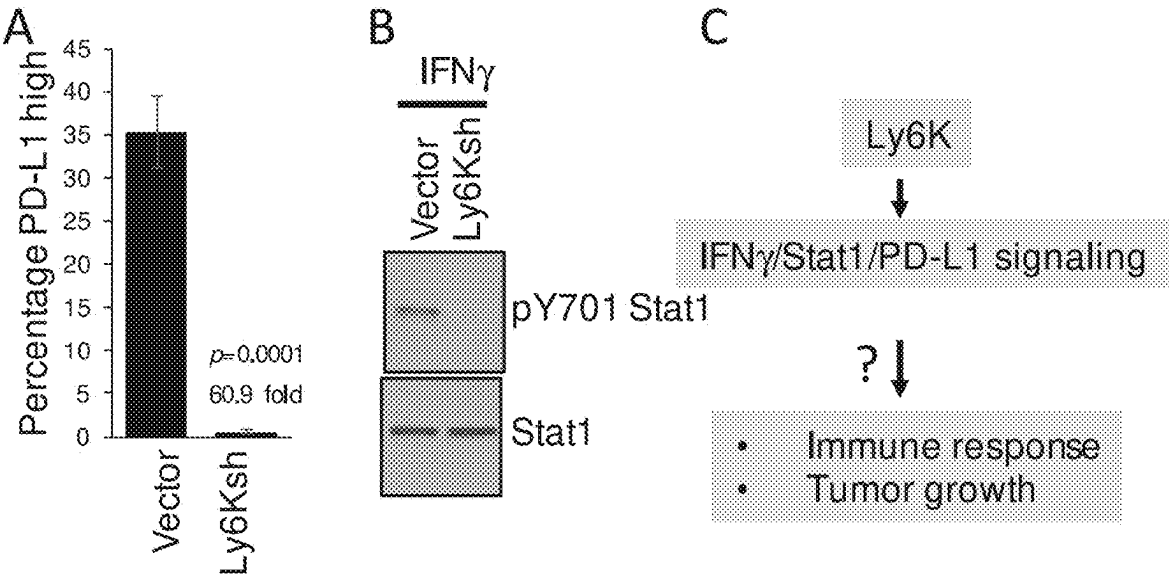 A
Percentage PD-L1 high
45
40
35
30
25
20
15
10
5
0
p=0.0001
60.9 fold
Vector
Ly6Ksh
B
IFNγ
Vector
Ly6Ksh
pY701 Stat1
Stat1
C
Ly6K
IFNγ/Stat1/PD-L1 signaling
?
• Immune response
• Tumor growth